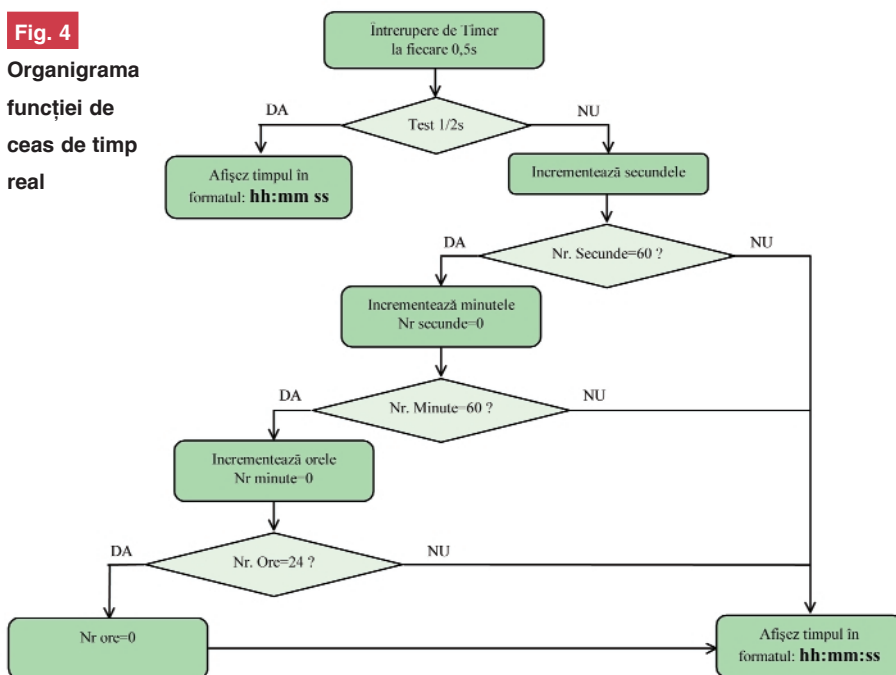 Fig. 4
Organigrama
funcției de
ceas de timp
real
Întrerupere de Timer
la fiecare 0,5s
DA
Test 1/2s
NU
Afișez timpul în
formatul: hh:mm ss
Incrementează secundele
DA
Nr. Secunde=60 ?
NU
Incrementează minutele
Nr secunde=0
DA
Nr. Minute=60 ?
NU
Incrementează orele
Nr minute=0
DA
Nr. Ore=24 ?
NU
Nr ore=0
Afișez timpul în
formatul: hh:mm:ss